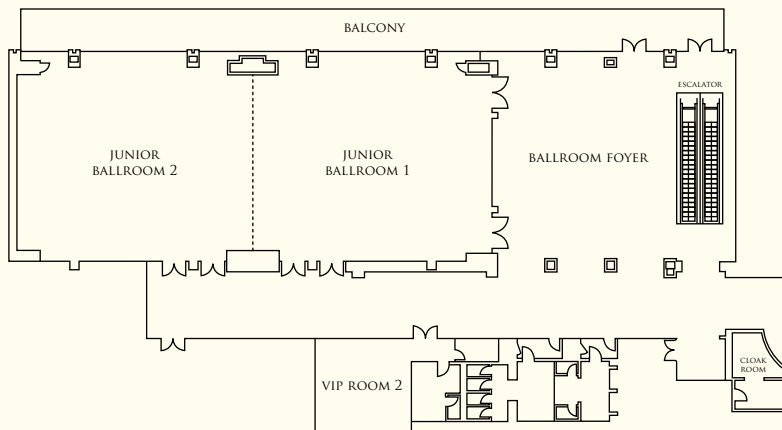 BALCONY
ESCALATOR
JUNIOR
BALLROOM 2
JUNIOR
BALLROOM 1
BALLROOM FOYER
CLOAK
ROOM
VIP ROOM 2